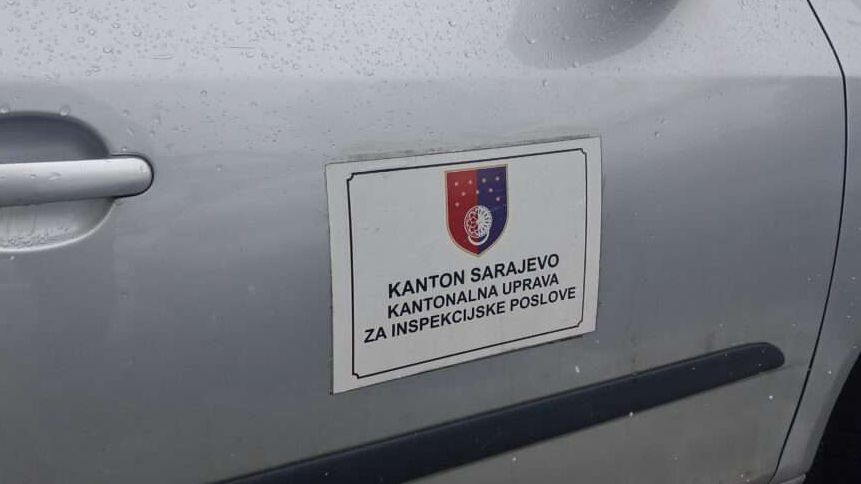 KANTON SARAJEVO
KANTONALNA UPRAVA
ZA INSPEKCIJSKE POSLOVE